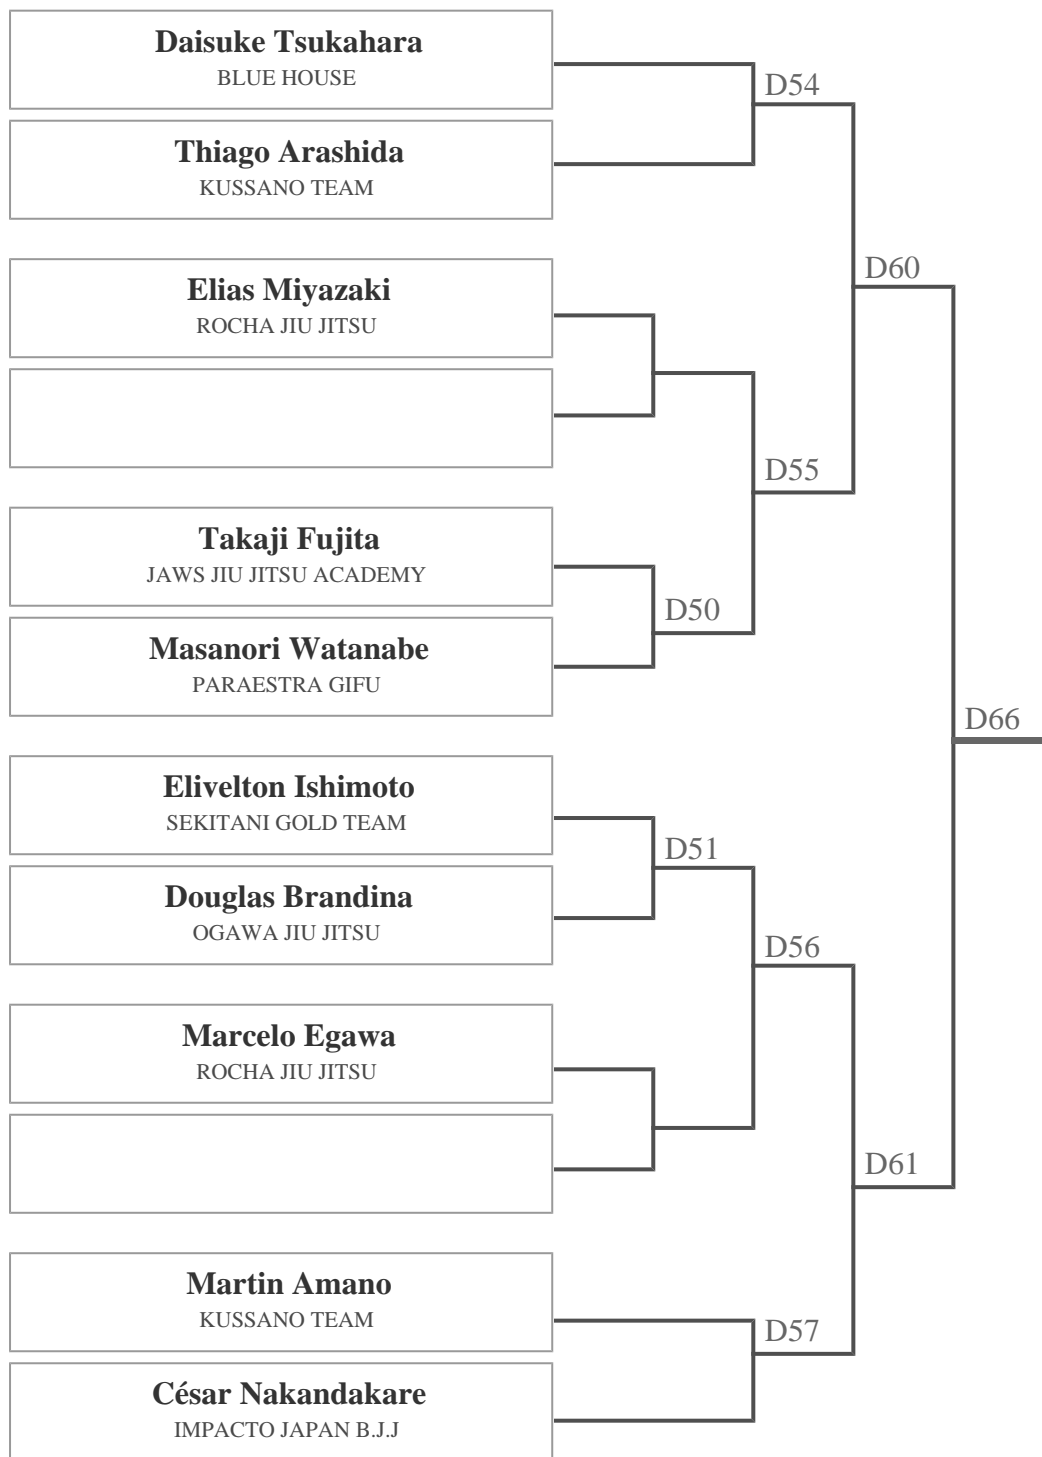 Daisuke Tsukahara
BLUE HOUSE
D54
Thiago Arashida
KUSSANO TEAM
D60
Elias Miyazaki
ROCHA JIU JITSU
D55
Takaji Fujita
JAWS JIU JITSU ACADEMY
D50
Masanori Watanabe
PARAESTRA GIFU
D66
Elivelton Ishimoto
SEKITANI GOLD TEAM
D51
Douglas Brandina
OGAWA JIU JITSU
D56
Marcelo Egawa
ROCHA JIU JITSU
D61
Martin Amano
KUSSANO TEAM
D57
César Nakandakare
IMPACTO JAPAN B.J.J